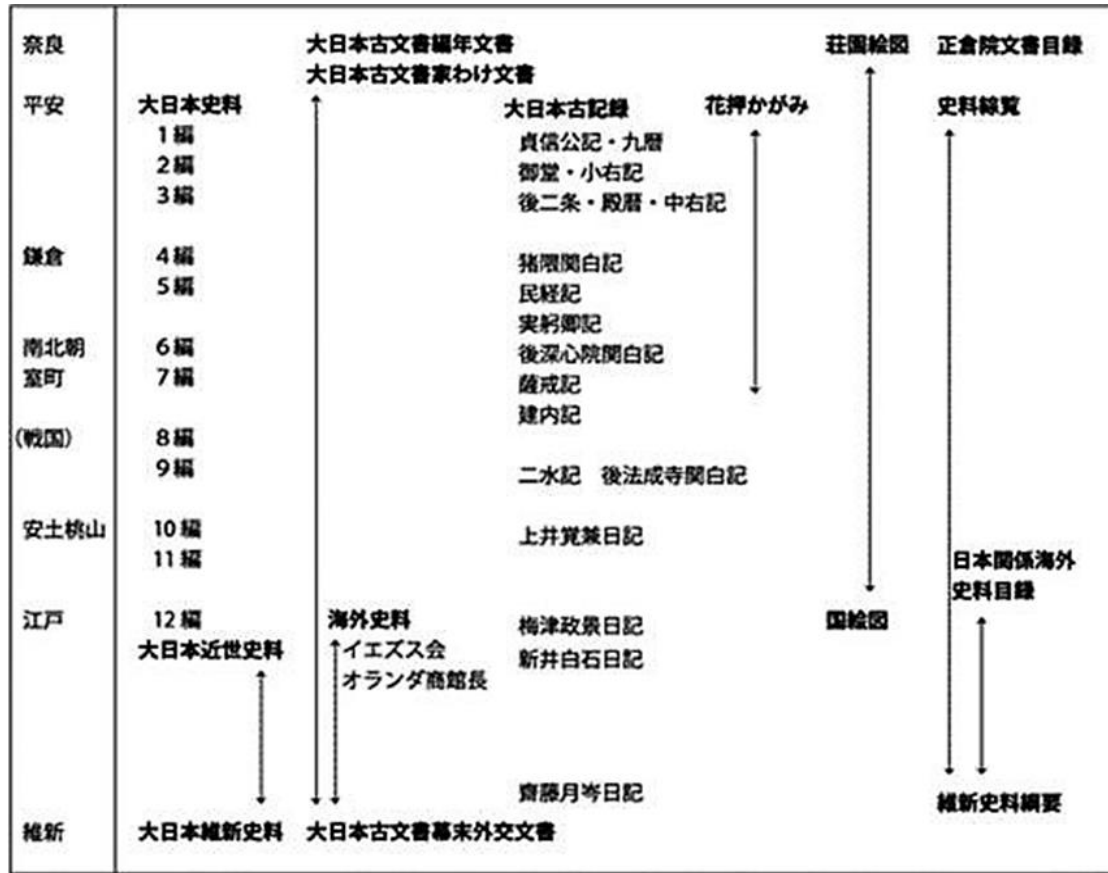 奈良 大日本古文書編年文書 荘園絵図 正倉院文書目録
大日本古文書家わけ文書
平安 大日本史料 大日本古記録 花押かがみ 史料綜覧
1編 貞信公記・九暦
2編 御堂・小右記
3編 後二条・殿暦・中右記
鎌倉 4編 猪隈関白記
5編 民経記
実躬卿記
南北朝 6編 後深心院関白記
室町 7編 薩戒記
建内記
(戦国) 8編
9編 二水記 後法成寺関白記
安土桃山 10編 上井覚兼日記
11編 日本関係海外
史料目録
江戸 12編 海外史料 梅津政景日記 国絵図
大日本近世史料 イエズス会 新井白石日記
オランダ商館長
齋藤月岑日記 維新史料綱要
維新 大日本維新史料 大日本古文書幕末外交文書